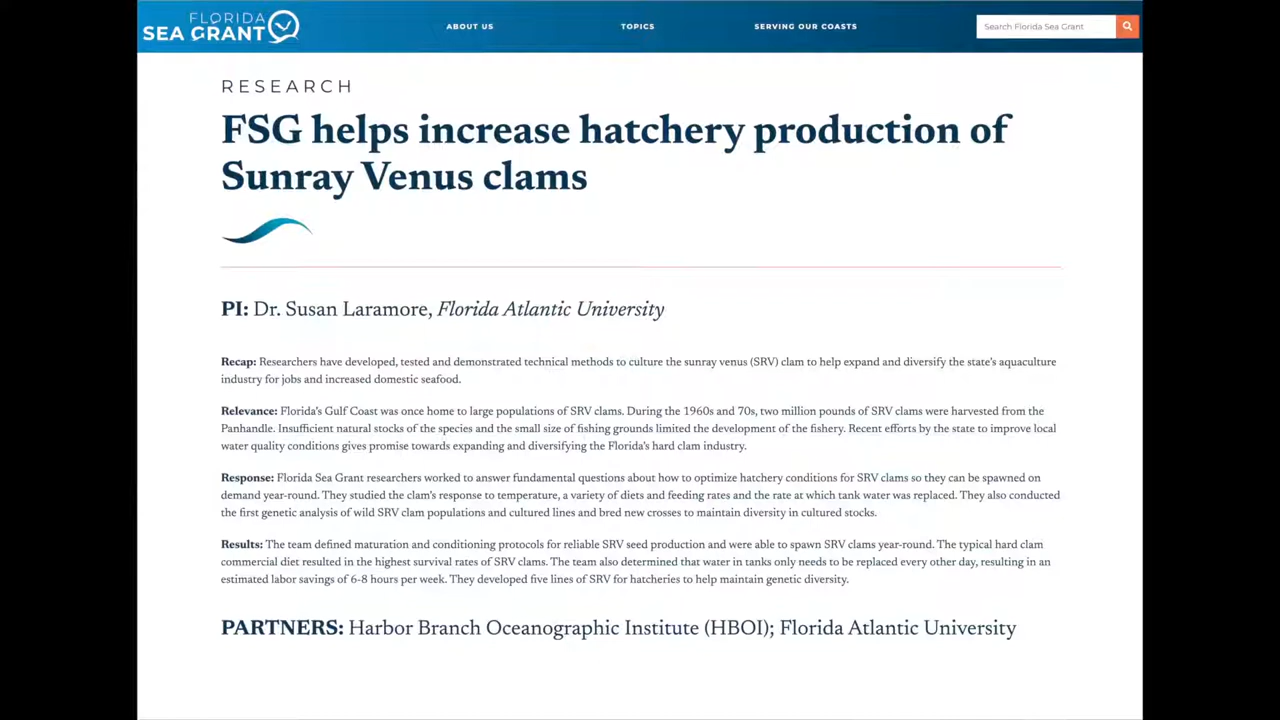 FLORIDA
SEA GRANT
ABOUT US
TOPICS
SERVING OUR COASTS
Search Florida Sea Grant
RESEARCH
FSG helps increase hatchery production of
Sunray Venus clams
PI: Dr. Susan Laramore, Florida Atlantic University
Recap: Researchers have developed, tested and demonstrated technical methods to culture the sunray venus (SRV) clam to help expand and diversify the state's aquaculture
industry for jobs and increased domestic seafood.
Relevance: Florida's Gulf Coast was once home to large populations of SRV clams. During the 1960s and 70s, two million pounds of SRV clams were harvested from the
Panhandle. Insufficient natural stocks of the species and the small size of fishing grounds limited the development of the fishery. Recent efforts by the state to improve local
water quality conditions gives promise towards expanding and diversifying the Florida's hard clam industry.
Response: Florida Sea Grant researchers worked to answer fundamental questions about how to optimize hatchery conditions for SRV clams so they can be spawned on
demand year-round. They studied the clam's response to temperature, a variety of diets and feeding rates and the rate at which tank water was replaced. They also conducted
the first genetic analysis of wild SRV clam populations and cultured lines and bred new crosses to maintain diversity in cultured stocks.
Results: The team defined maturation and conditioning protocols for reliable SRV seed production and were able to spawn SRV clams year-round. The typical hard clam
commercial diet resulted in the highest survival rates of SRV clams. The team also determined that water in tanks only needs to be replaced every other day, resulting in an
estimated labor savings of 6-8 hours per week. They developed five lines of SRV for hatcheries to help maintain genetic diversity.
PARTNERS: Harbor Branch Oceanographic Institute (HBOI); Florida Atlantic University